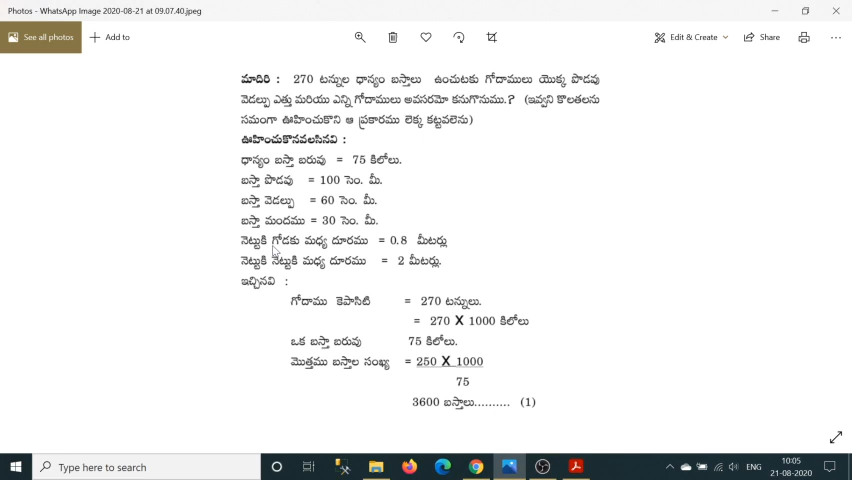 Photos - WhatsApp Image 2020-08-21 at 09.07.40.jpeg
See all photos
Add to
Edit & Create
Share
మాదిరి : 270 టన్నుల ధాన్యం బస్తాలు ఉంచుటకు గోదాములు యొక్క పొడవు
వెడల్పు ఎత్తు మరియు ఎన్ని గోదాములు అవసరమో కనుగొనుము.? (ఇవ్వని కొలతలను
సమంగా ఊహించుకొని ఆ ప్రకారము లెక్క కట్టవలెను)
ఊహించుకొనవలసినవి :
ధాన్యం బస్తా బరువు = 75 కిలోలు.
బస్తా పొడవు = 100 సెం. మీ.
బస్తా వెడల్పు = 60 సెం. మీ.
బస్తా మందము = 30 సెం. మీ.
నెట్టుకి గోడకు మధ్య దూరము = 0.8 మీటర్లు
నెట్టుకి నెట్టుకి మధ్య దూరము = 2 మీటర్లు.
ఇచ్చినవి :
గోదాము కెపాసిటి = 270 టన్నులు.
= 270 X 1000 కిలోలు
ఒక బస్తా బరువు 75 కిలోలు.
మొత్తము బస్తాల సంఖ్య = 250 X 1000
75
3600 బస్తాలు.......... (1)
Type here to search
ENG
10:05
21-08-2020